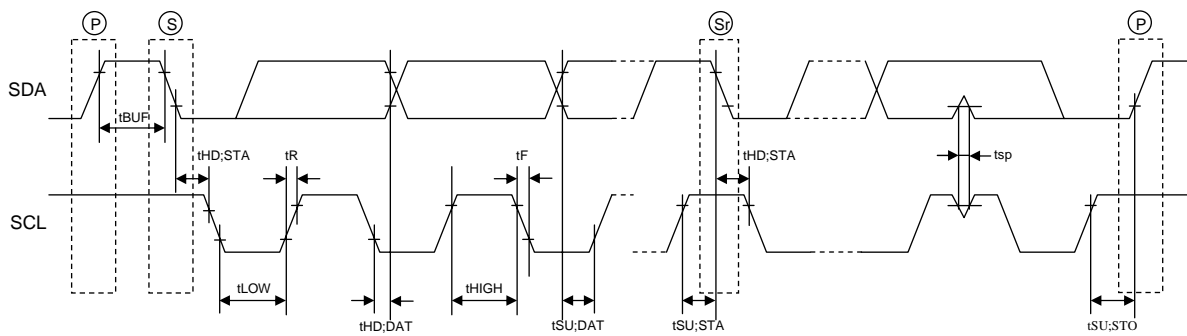 P
S
Sr
P
SDA
tBUF
tHD;STA
tR
tF
tHD;STA
tsp
SCL
tLOW
tHIGH
tHD;DAT
tSU;DAT
tSU;STA
tSU;STO